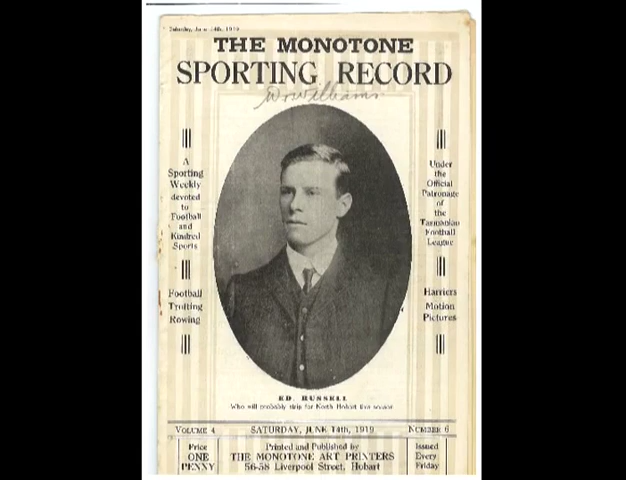 Saturday, June 14th, 1919
THE MONOTONE
SPORTING RECORD
A
Sporting
Weekly
devoted
to
Football
and
Kindred
Sports
Football
Trotting
Rowing
Under
the
Official
Patronage
of
the
Tasmanian
Football
League
Harriers
Motion
Pictures
ED. RUSSELL
Who will probably strip for North Hobart this season
VOLUME 4
SATURDAY, JUNE 14th, 1919
NUMBER 6
Price
ONE
PENNY
Printed and Published by
THE MONOTONE ART PRINTERS
56-58 Liverpool Street, Hobart
Issued
Every
Friday